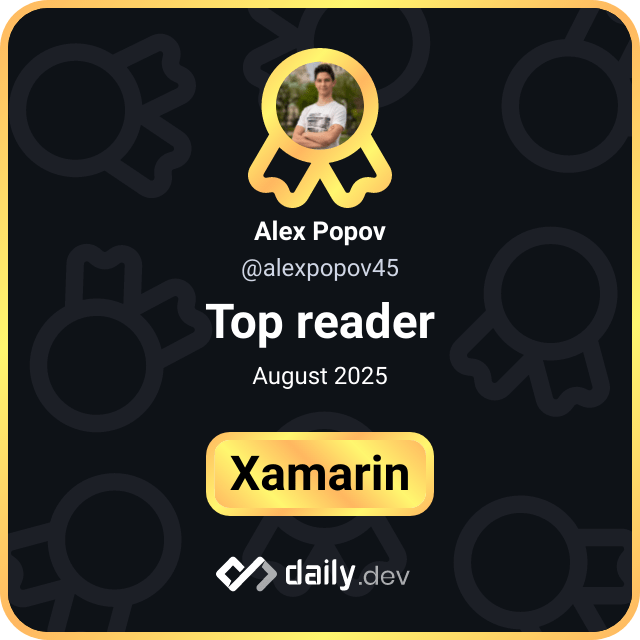 Alex Popov
@alexpopov45
Top reader
August 2025
Xamarin
daily.dev